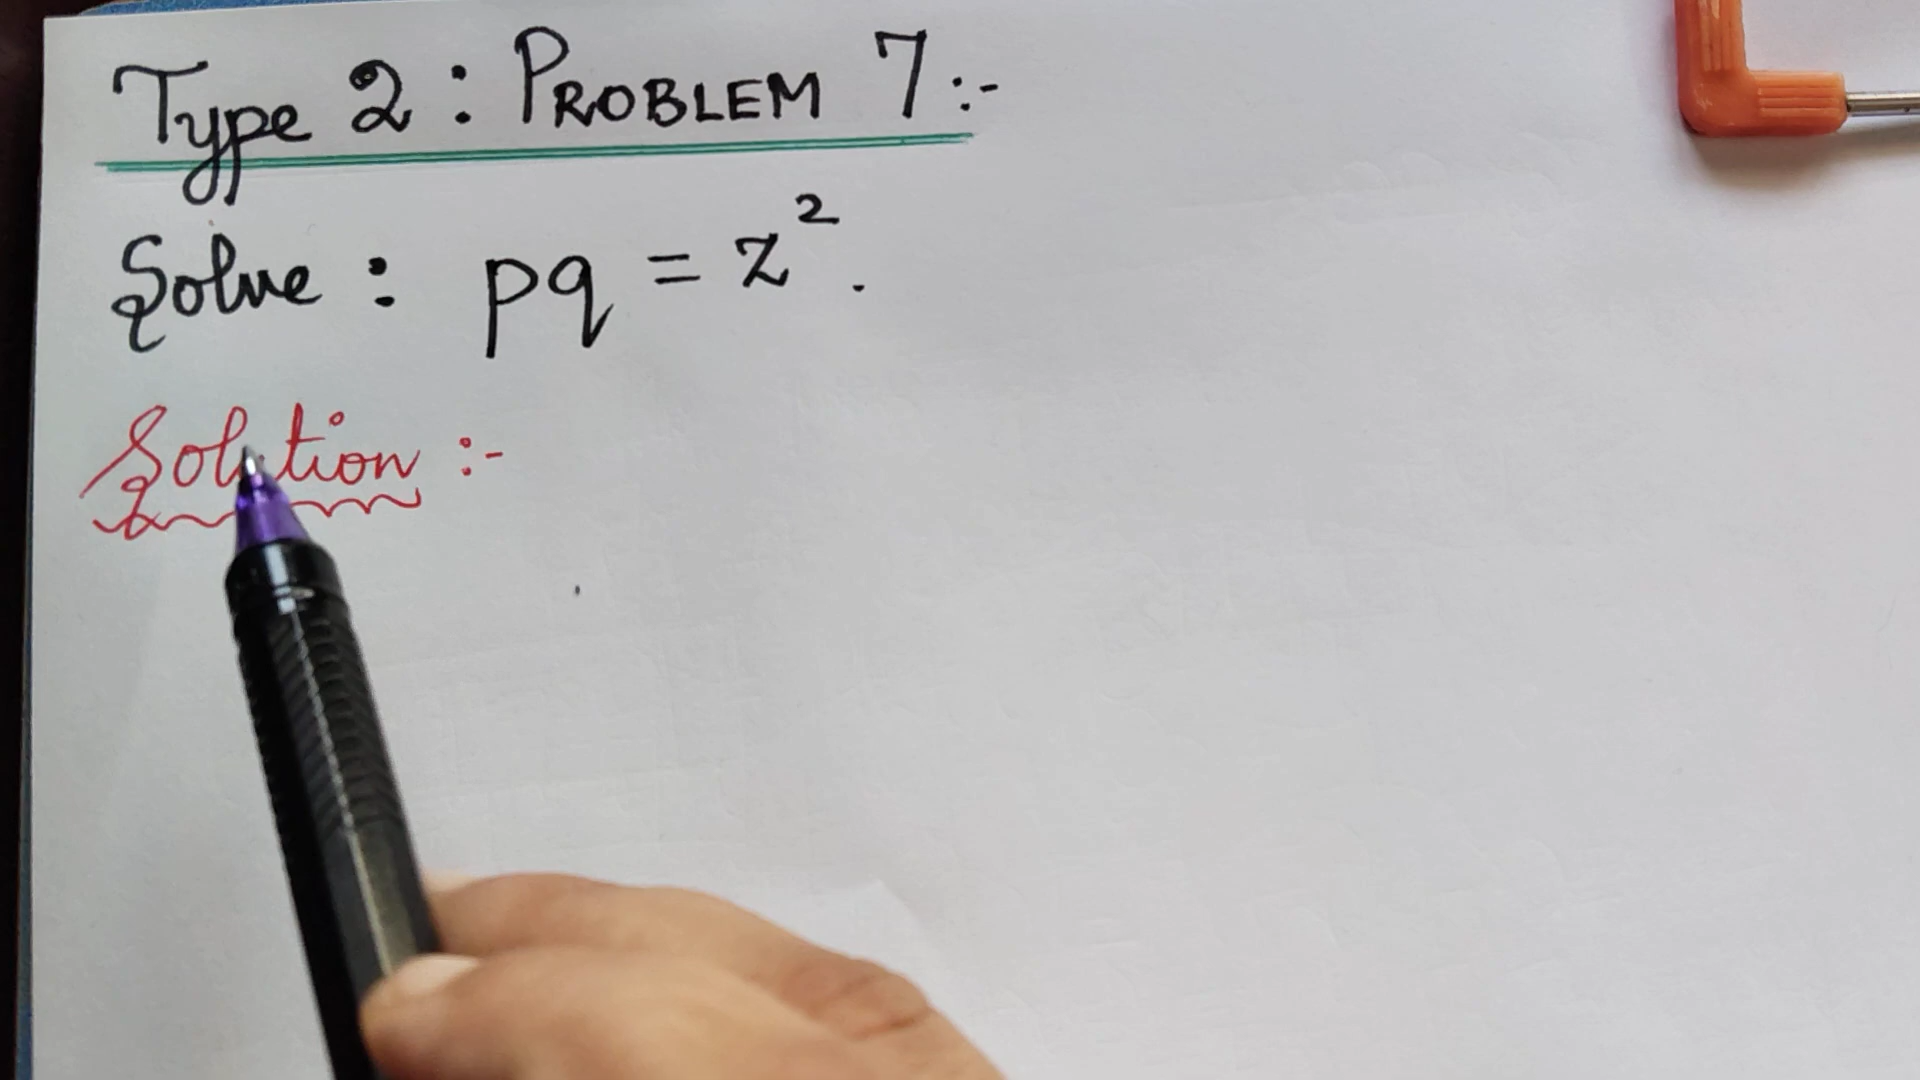 Type 2 : PROBLEM 7 :-
Solve : pq = z².
Solution :-